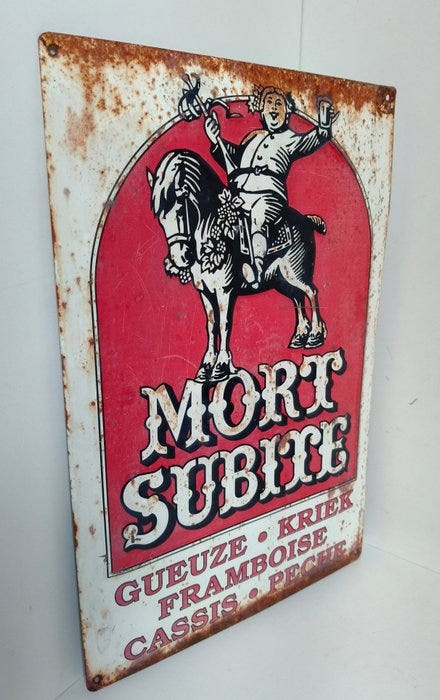 MORT
SUBITE
GUEUZE • KRIEK
FRAMBOISE
CASSIS • PECHE